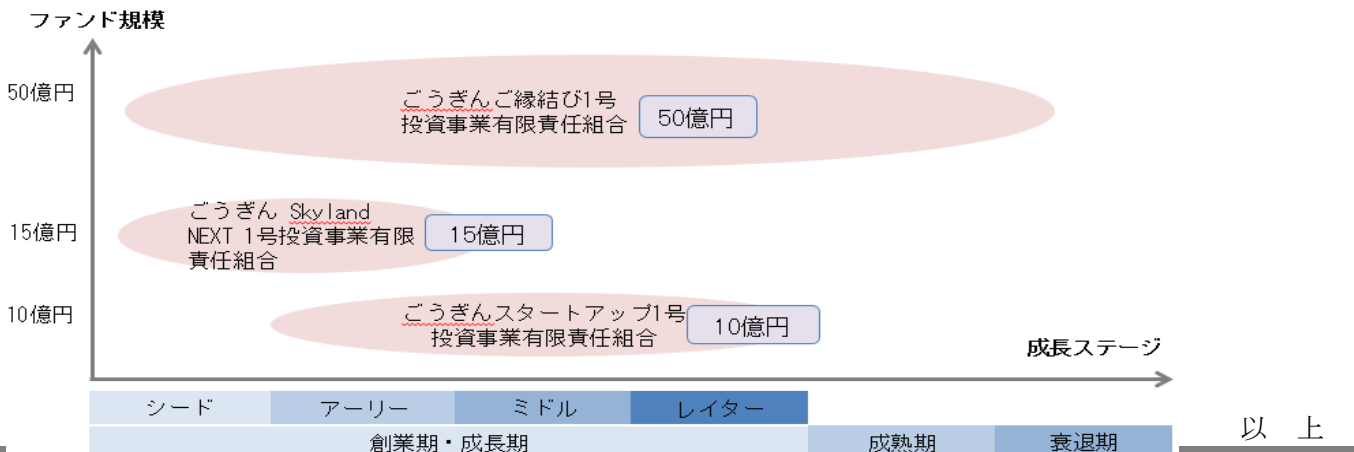 ファンド規模
50億円
ごうぎんご縁結び1号
投資事業有限責任組合
50億円
15億円
ごうぎん Skyland
NEXT 1号投資事業有限
責任組合
15億円
10億円
ごうぎんスタートアップ1号
投資事業有限責任組合
10億円
成長ステージ
シード アーリー ミドル レイター
創業期・成長期 成熟期 衰退期
以 上